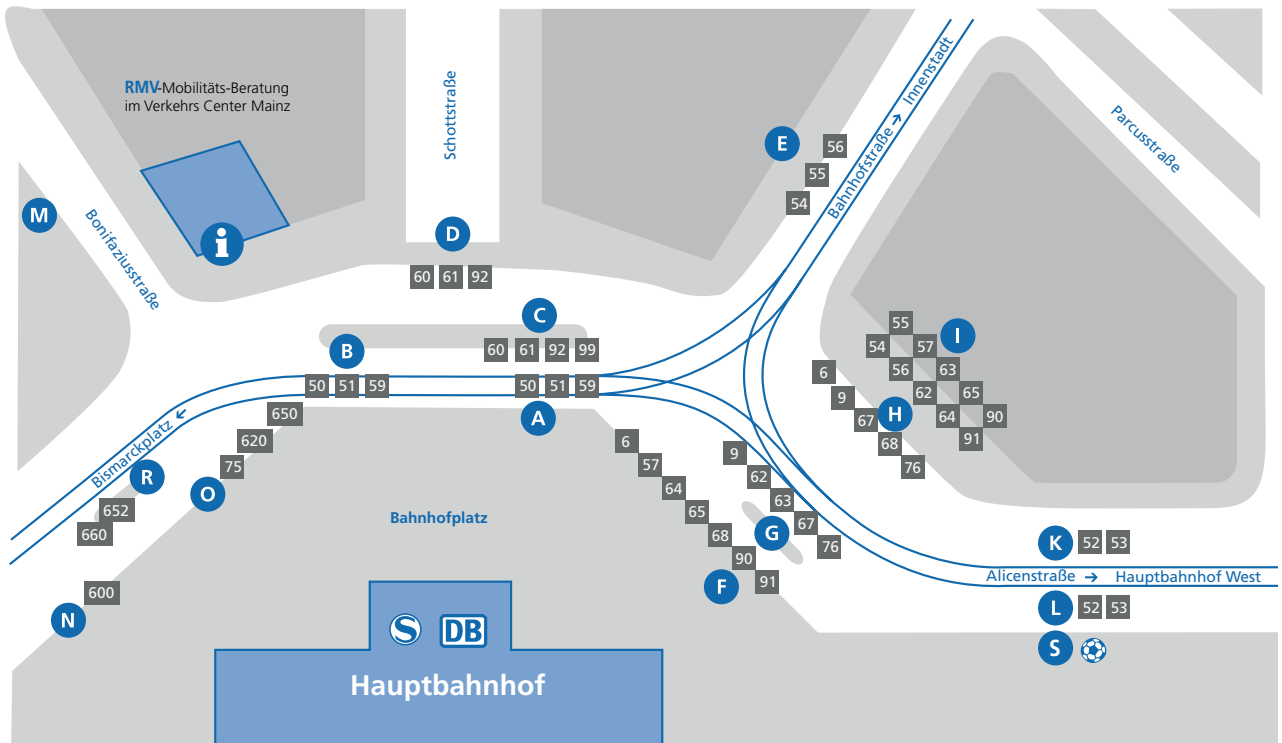 RMV-Mobilitäts-Beratung
im Verkehrs Center Mainz
i
Schottstraße
Bahnhofstraße → Innenstadt
Parcusstraße
Bonifaziusstraße
M
E
56
55
54
D
60 61 92
C
60 61 92 99
B
50 51 59
50 51 59
A
I
55
54 57
56 63
62 65
64 90
91
H
6
9
67
68
76
Bismarckplatz →
650
620
75
O
R
652
660
600
N
Bahnhofplatz
6
57
64
65
68
90
91
F
9
62
63
67
76
G
K 52 53
Alicenstraße → Hauptbahnhof West
L 52 53
S
S DB
Hauptbahnhof